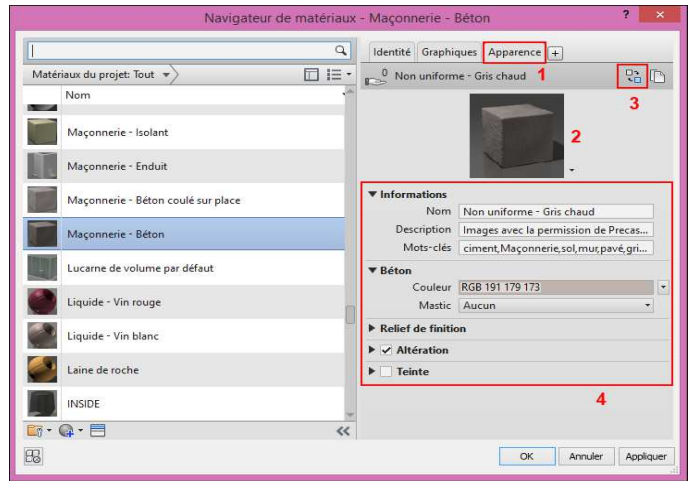 Navigateur de matériaux - Maçonnerie - Béton
?
Identité Graphiques Apparence +
Matériaux du projet: Tout
0 Non uniforme - Gris chaud
1
3
Nom
2
Maçonnerie - Isolant
Maçonnerie - Enduit
Maçonnerie - Béton coulé sur place
Maçonnerie - Béton
Lucarne de volume par défaut
Liquide - Vin rouge
Liquide - Vin blanc
Laine de roche
INSIDE
Informations
Nom Non uniforme - Gris chaud
Description Images avec la permission de Precas...
Mots-clés ciment,Maçonnerie,sol,mur,pavé,gri...
Béton
Couleur RGB 191 179 173
Mastic Aucun
Relief de finition
Altération
Teinte
4
OK Annuler Appliquer